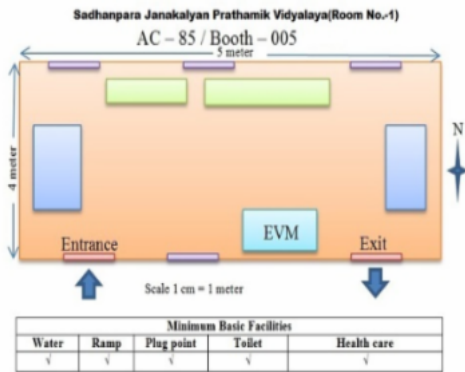 Sadhanpara Janakalyan Prathamik Vidyalaya(Room No.-1)
AC – 85 / Booth – 005
5 meter
4 meter
N
EVM
Entrance
Exit
Scale 1 cm = 1 meter
Minimum Basic Facilities
Water Ramp Plug point Toilet Health care
√ √ √ √ √